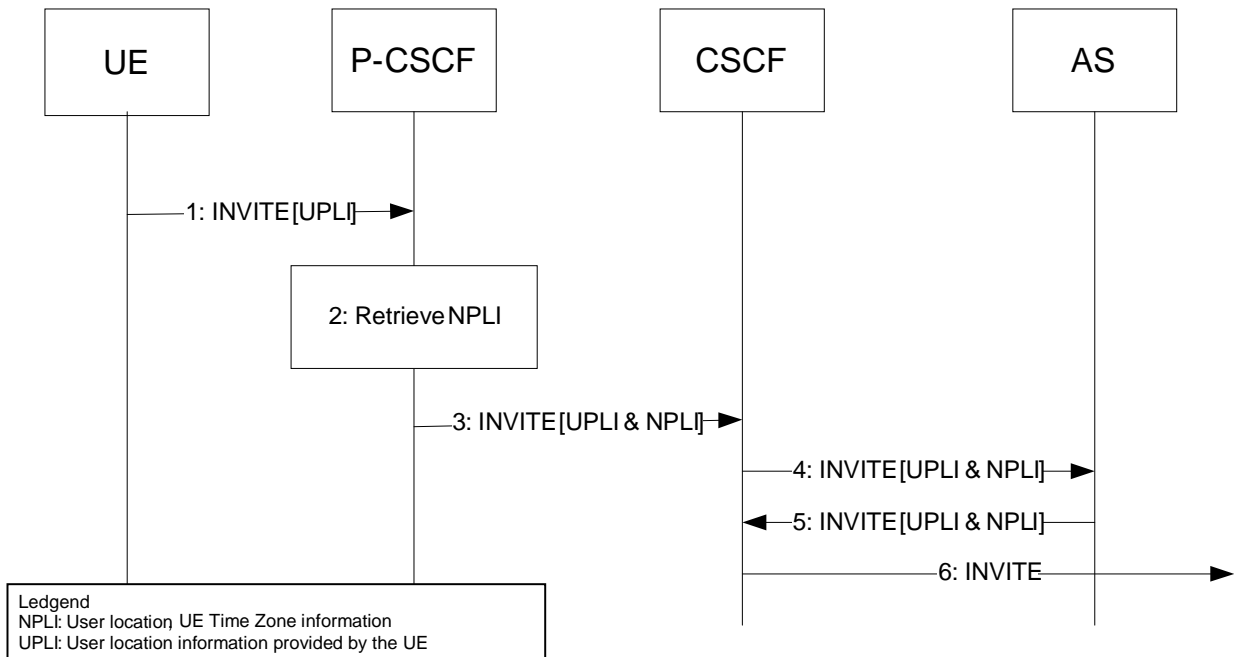 UE
P-CSCF
CSCF
AS
1: INVITE[UPLI]
2: Retrieve NPLI
3: INVITE[UPLI & NPLI]
4: INVITE[UPLI & NPLI]
5: INVITE[UPLI & NPLI]
6: INVITE
Ledgend
NPLI: User location, UE Time Zone information
UPLI: User location information provided by the UE